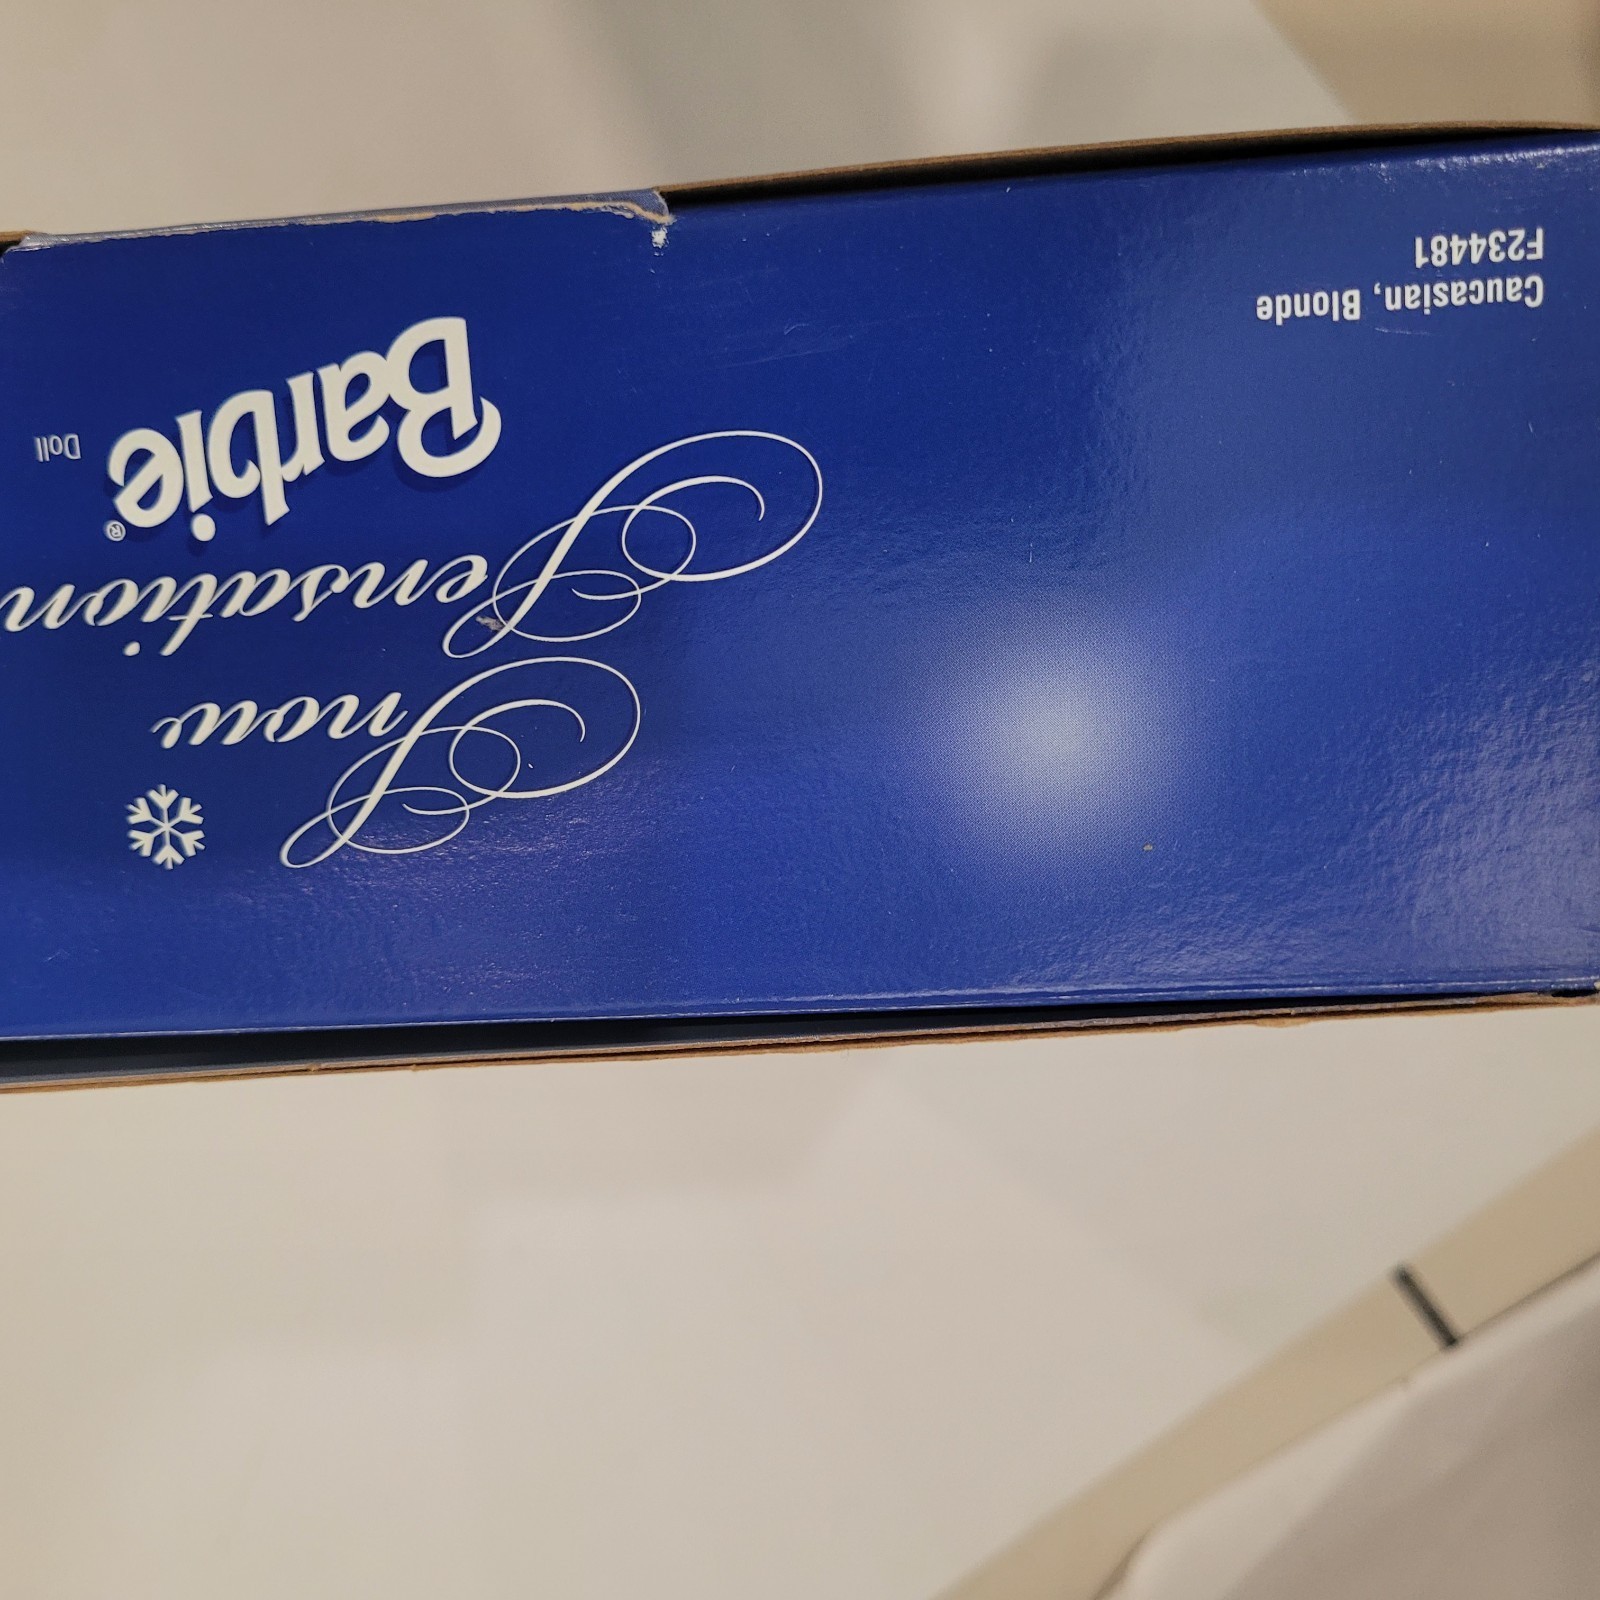 Snow
Sensation
Barbie® Doll
Caucasian, Blonde
F234481